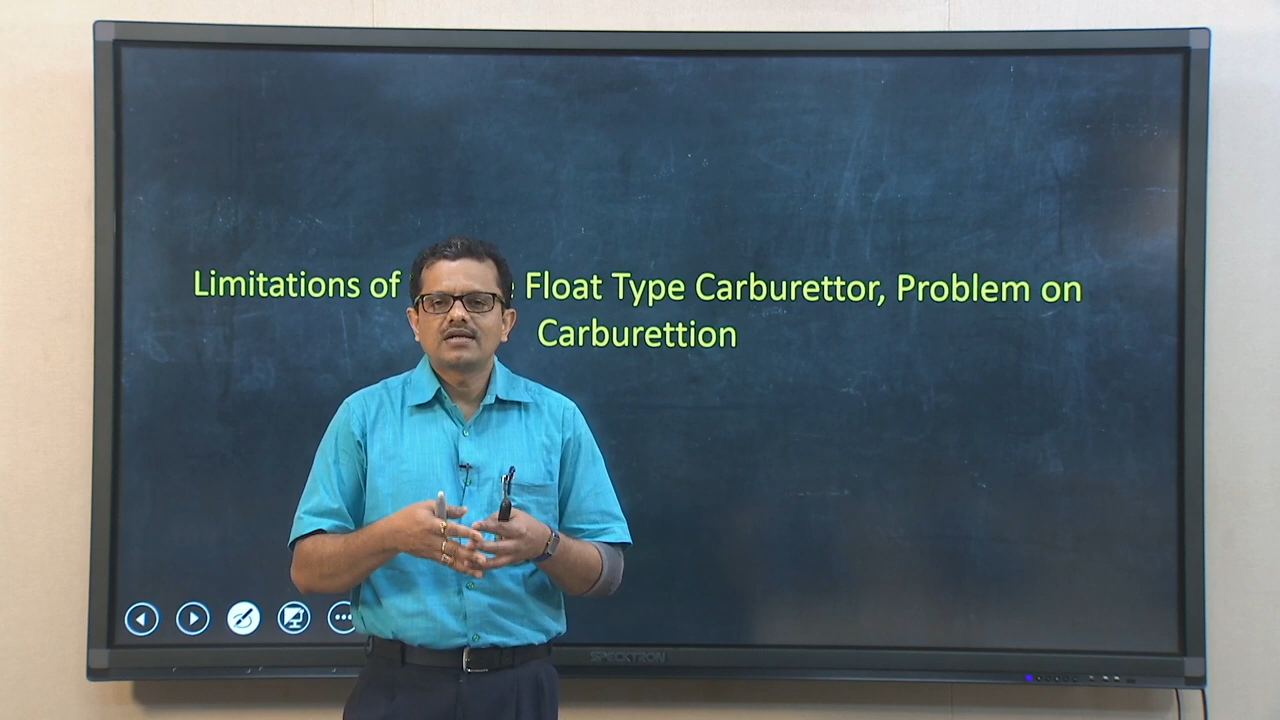 Limitations of Float Type Carburettor, Problem on
Carburettion
SPECKTRON